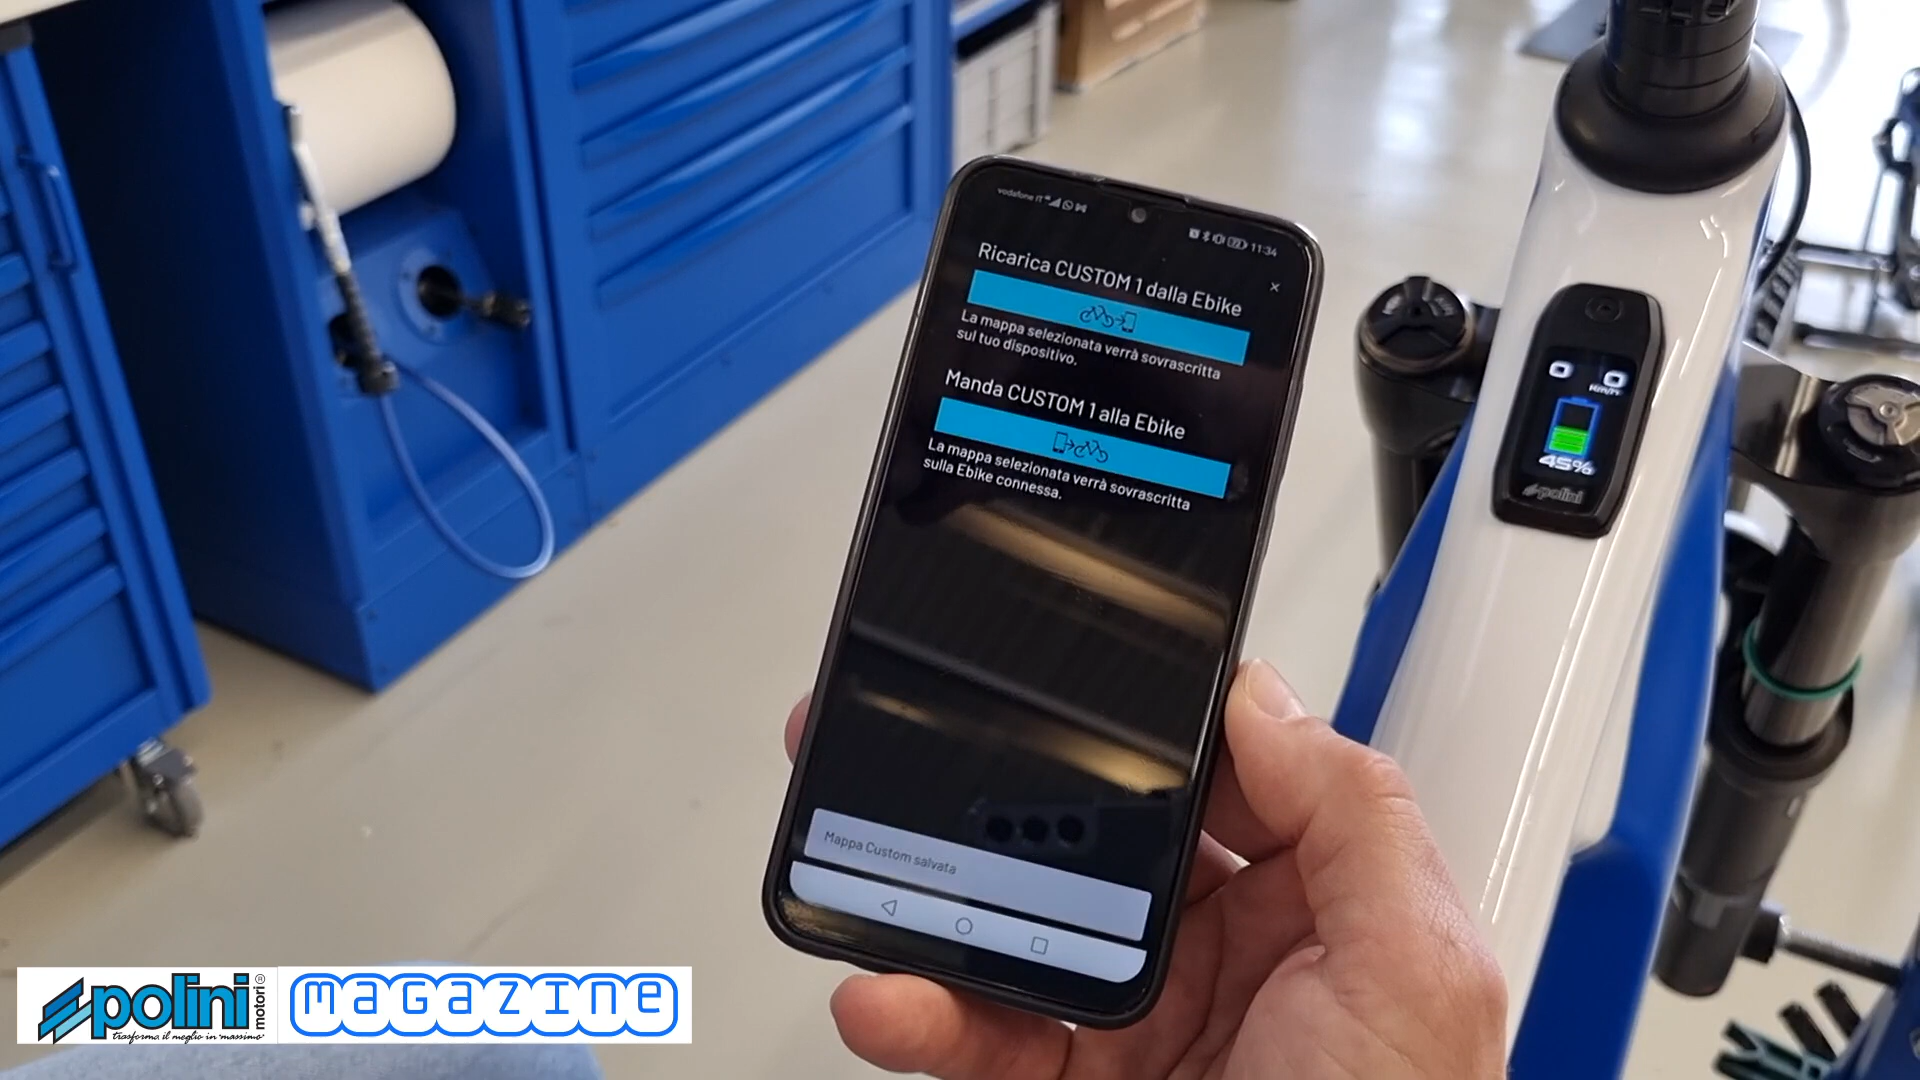 vodafone IT
11:34
Ricarica CUSTOM 1 dalla Ebike
La mappa selezionata verrà sovrascritta
sul tuo dispositivo.
Manda CUSTOM 1 alla Ebike
La mappa selezionata verrà sovrascritta
sulla Ebike connessa.
Mappa Custom salvata
0 0
Km/h
45%
polini
polini motori®
trasforma il meglio in massimo
magazine